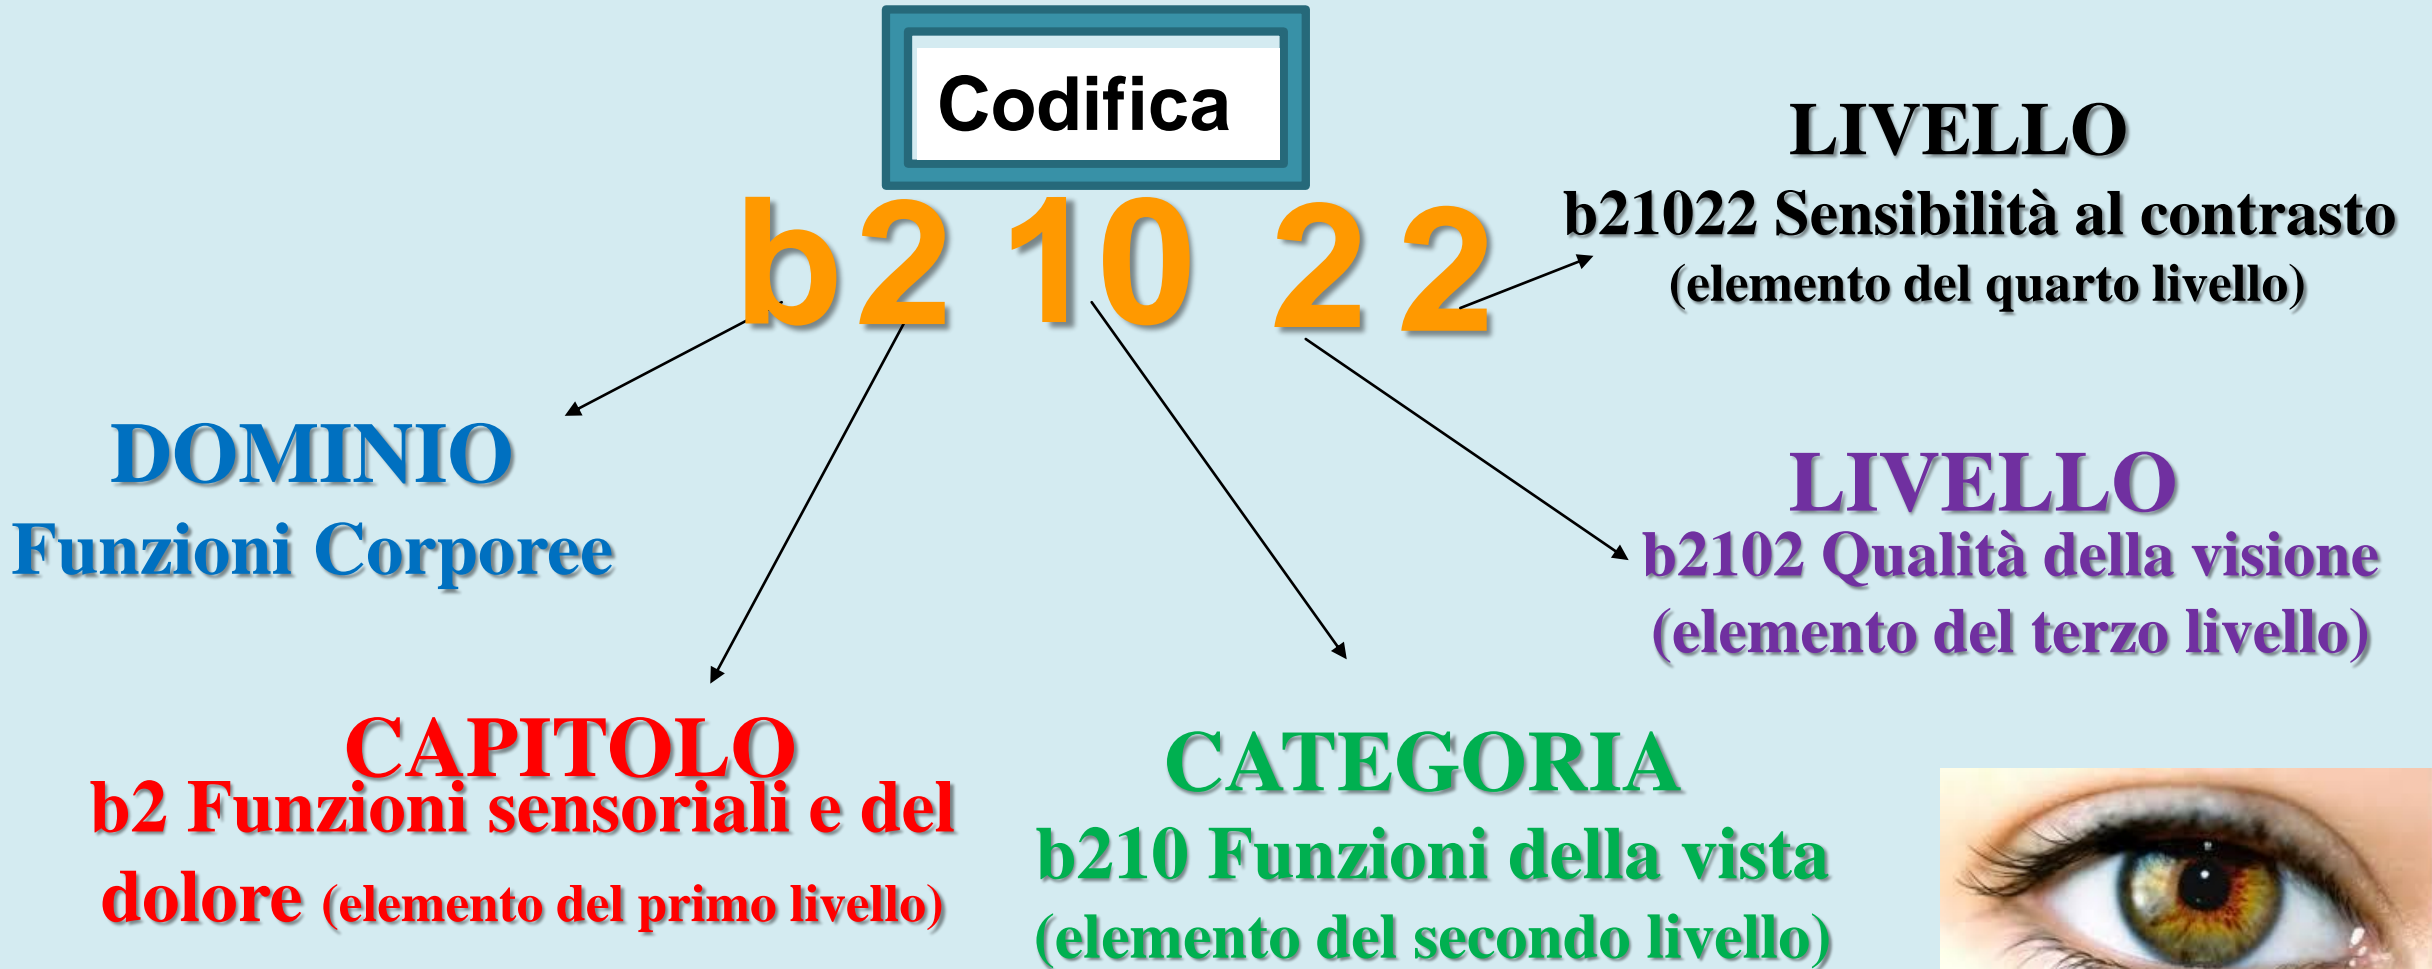 Codifica
b2 10 22
LIVELLO
b21022 Sensibilità al contrasto
(elemento del quarto livello)
DOMINIO
Funzioni Corporee
LIVELLO
b2102 Qualità della visione
(elemento del terzo livello)
CAPITOLO
b2 Funzioni sensoriali e del
dolore (elemento del primo livello)
CATEGORIA
b210 Funzioni della vista
(elemento del secondo livello)